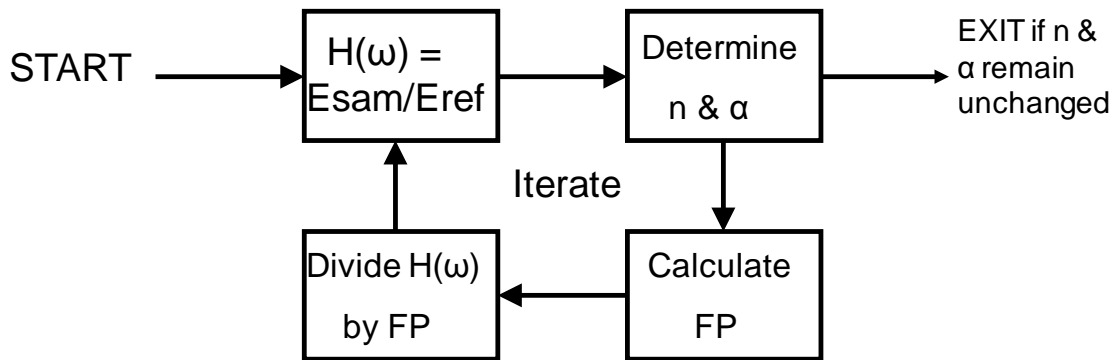 START
H(ω) =
Esam/Eref
Determine
n & α
EXIT if n &
α remain
unchanged
Iterate
Divide H(ω)
by FP
Calculate
FP